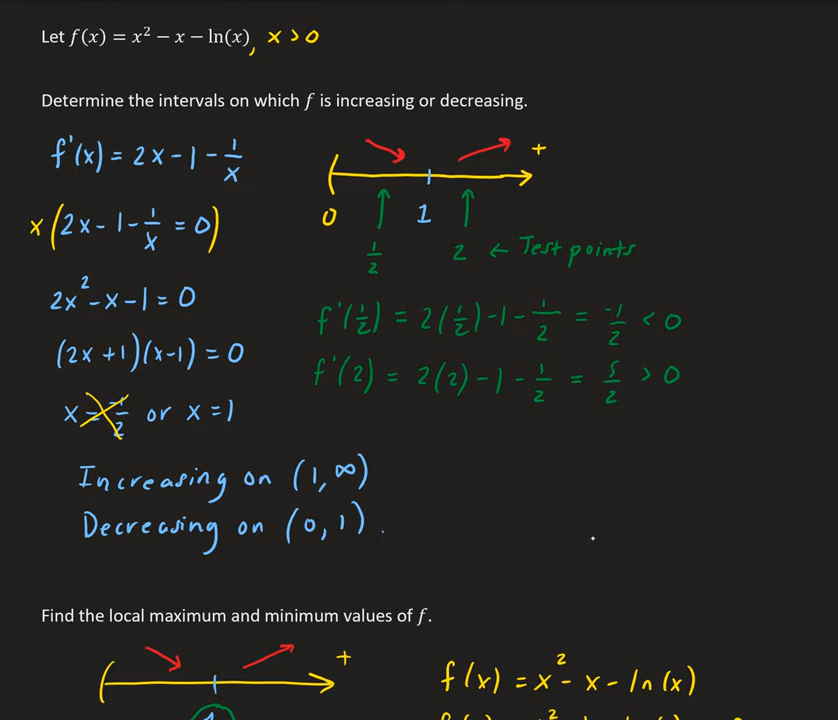 Let f(x) = x² − x − ln(x), x > 0
Determine the intervals on which f is increasing or decreasing.
f'(x) = 2x - 1 - 1/x
x(2x - 1 - 1/x = 0)
2x² - x - 1 = 0
(2x + 1)(x - 1) = 0
x = -1/2 or x = 1
+
0 1
1/2 2 ← Test points
f'(1/2) = 2(1/2) - 1 - 1/2 = -1/2 < 0
f'(2) = 2(2) - 1 - 1/2 = 5/2 > 0
Increasing on (1, ∞)
Decreasing on (0, 1).
Find the local maximum and minimum values of f.
+
f(x) = x² - x - ln(x)